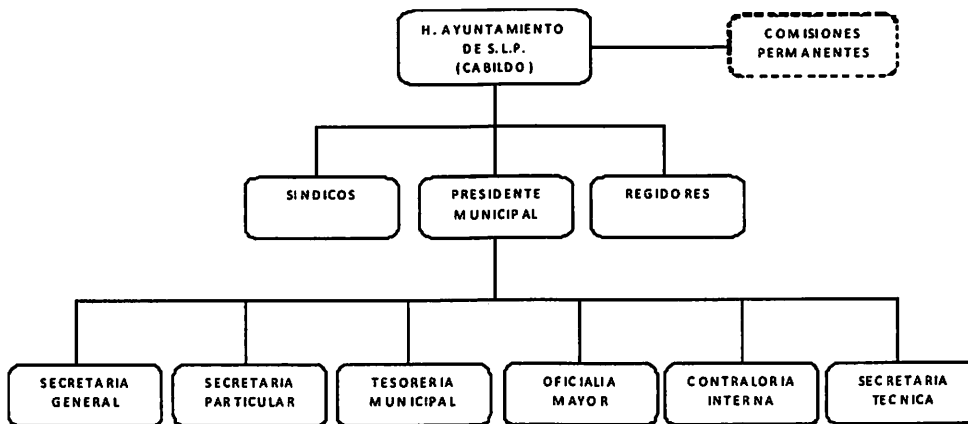 H. AYUNTAMIENTO
DE S.L.P.
(CABILDO)
COMISIONES
PERMANENTES
SINDICOS
PRESIDENTE
MUNICIPAL
REGIDORES
SECRETARIA
GENERAL
SECRETARIA
PARTICULAR
TESORERIA
MUNICIPAL
OFICIALIA
MAYOR
CONTRALORIA
INTERNA
SECRETARIA
TECNICA